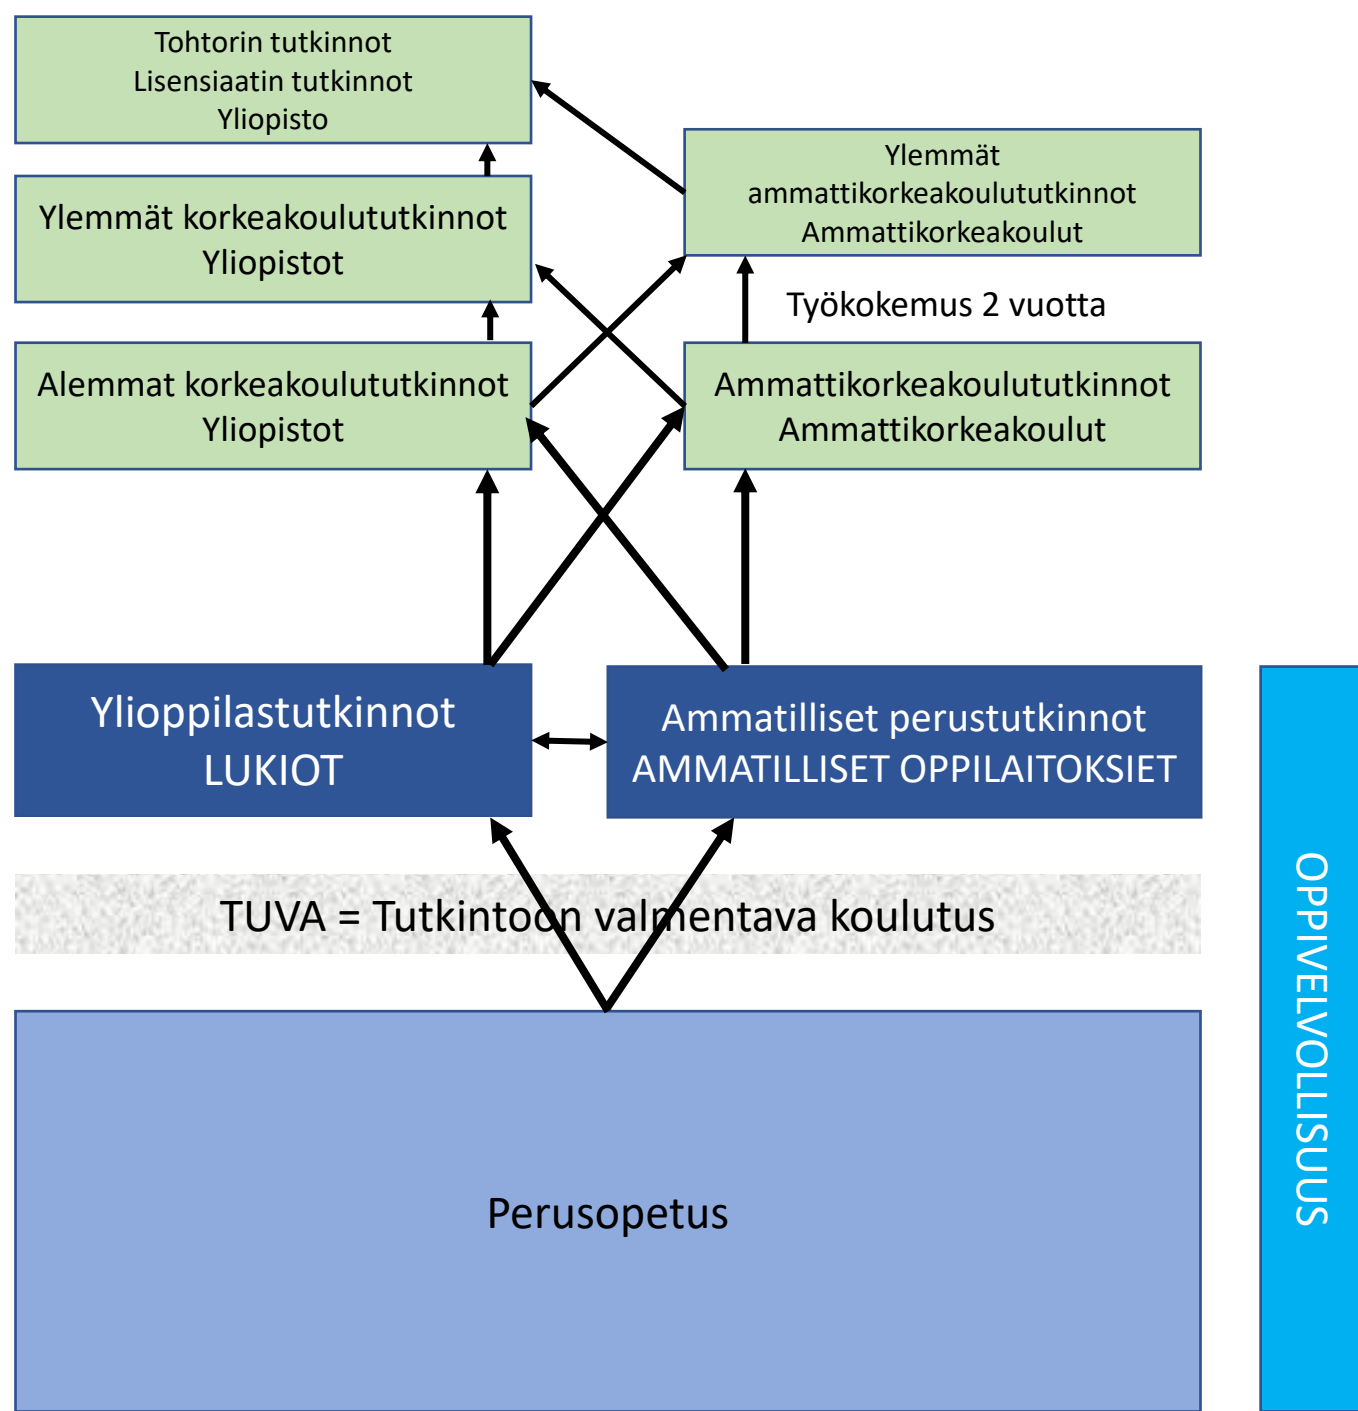 Tohtorin tutkinnot
Lisensiaatin tutkinnot
Yliopisto
Ylemmät
ammattikorkeakoulututkinnot
Ammattikorkeakoulut
Ylemmät korkeakoulututkinnot
Yliopistot
Työkokemus 2 vuotta
Alemmat korkeakoulututkinnot
Yliopistot
Ammattikorkeakoulututkinnot
Ammattikorkeakoulut
Ylioppilastutkinnot
LUKIOT
Ammatilliset perustutkinnot
AMMATILLISET OPPILAITOKSIET
TUVA = Tutkintoon valmentava koulutus
Perusopetus
OPPIVELVOLLISUUS